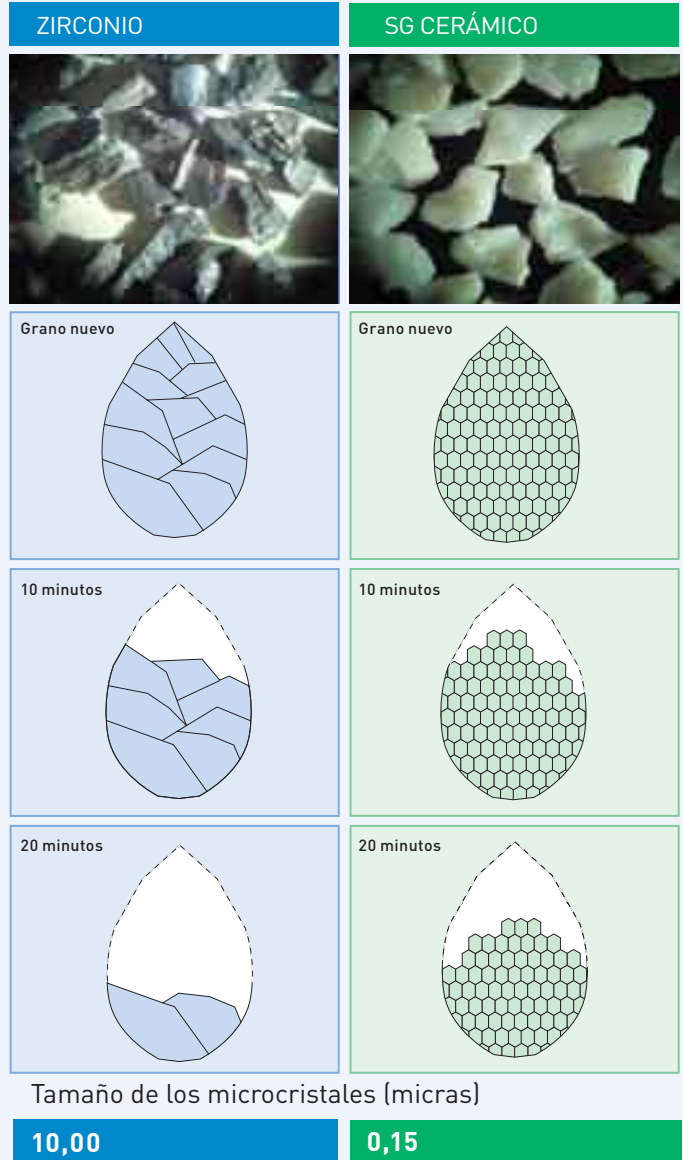 ZIRCONIO
SG CERÁMICO
Grano nuevo
Grano nuevo
10 minutos
10 minutos
20 minutos
20 minutos
Tamaño de los microcristales (micras)
10,00
0,15